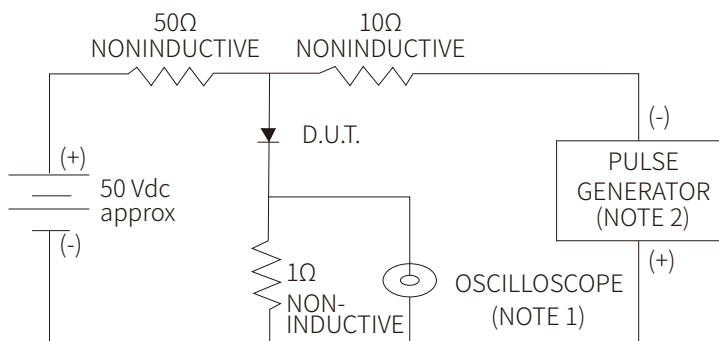 50Ω
NONINDUCTIVE
10Ω
NONINDUCTIVE
D.U.T.
(+)
50 Vdc
approx
(-)
(-)
PULSE
GENERATOR
(NOTE 2)
(+)
1Ω
NON-
INDUCTIVE
OSCILLOSCOPE
(NOTE 1)